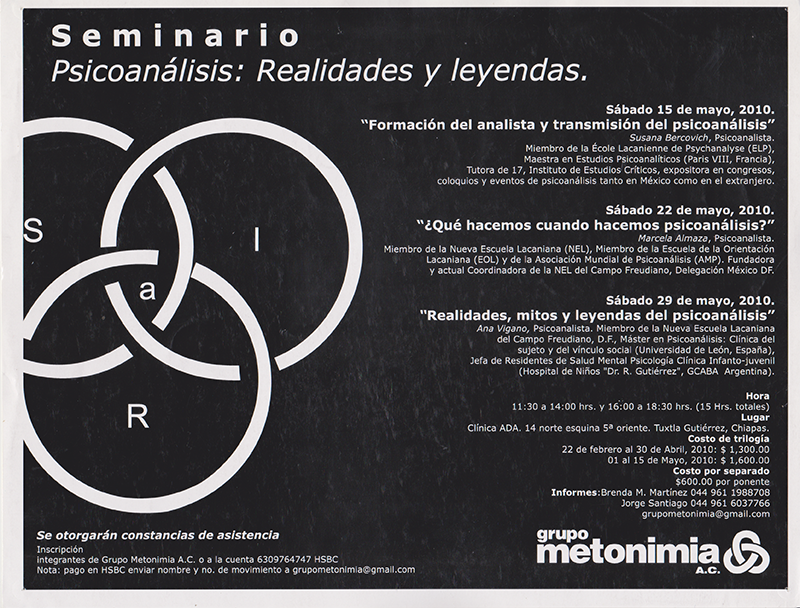 Seminario
Psicoanálisis: Realidades y leyendas.
Sábado 15 de mayo, 2010.
“Formación del analista y transmisión del psicoanálisis”
Susana Bercovich, Psicoanalista.
Miembro de la École Lacanienne de Psychanalyse (ELP),
Maestra en Estudios Psicoanalíticos (Paris VIII, Francia),
Tutora de 17, Instituto de Estudios Críticos, expositora en congresos,
coloquios y eventos de psicoanálisis tanto en México como en el extranjero.
Sábado 22 de mayo, 2010.
“¿Qué hacemos cuando hacemos psicoanálisis?”
Marcela Almaza, Psicoanalista.
Miembro de la Nueva Escuela Lacaniana (NEL), Miembro de la Escuela de la Orientación
Lacaniana (EOL) y de la Asociación Mundial de Psicoanálisis (AMP). Fundadora
y actual Coordinadora de la NEL del Campo Freudiano, Delegación México DF.
Sábado 29 de mayo, 2010.
“Realidades, mitos y leyendas del psicoanálisis”
Ana Vigano, Psicoanalista. Miembro de la Nueva Escuela Lacaniana
del Campo Freudiano, D.F., Máster en Psicoanálisis: Clínica del
sujeto y del vínculo social (Universidad de León, España),
Jefa de Residentes de Salud Mental Psicología Clínica Infanto-juvenil
(Hospital de Niños "Dr. R. Gutiérrez", GCABA Argentina).
S
I
a
R
Hora
11:30 a 14:00 hrs. y 16:00 a 18:30 hrs. (15 Hrs. totales)
Lugar
Clínica ADA. 14 norte esquina 5ª oriente. Tuxtla Gutiérrez, Chiapas.
Costo de trilogía
22 de febrero al 30 de Abril, 2010: $ 1,300.00
01 al 15 de Mayo, 2010: $ 1,600.00
Costo por separado
$600.00 por ponente
Informes:Brenda M. Martínez 044 961 1988708
Jorge Santiago 044 961 6037766
grupometonimia@gmail.com
Se otorgarán constancias de asistencia
Inscripción
integrantes de Grupo Metonimia A.C. o a la cuenta 6309764747 HSBC
Nota: pago en HSBC enviar nombre y no. de movimiento a grupometonimia@gmail.com
grupo
metonimia
A.C.